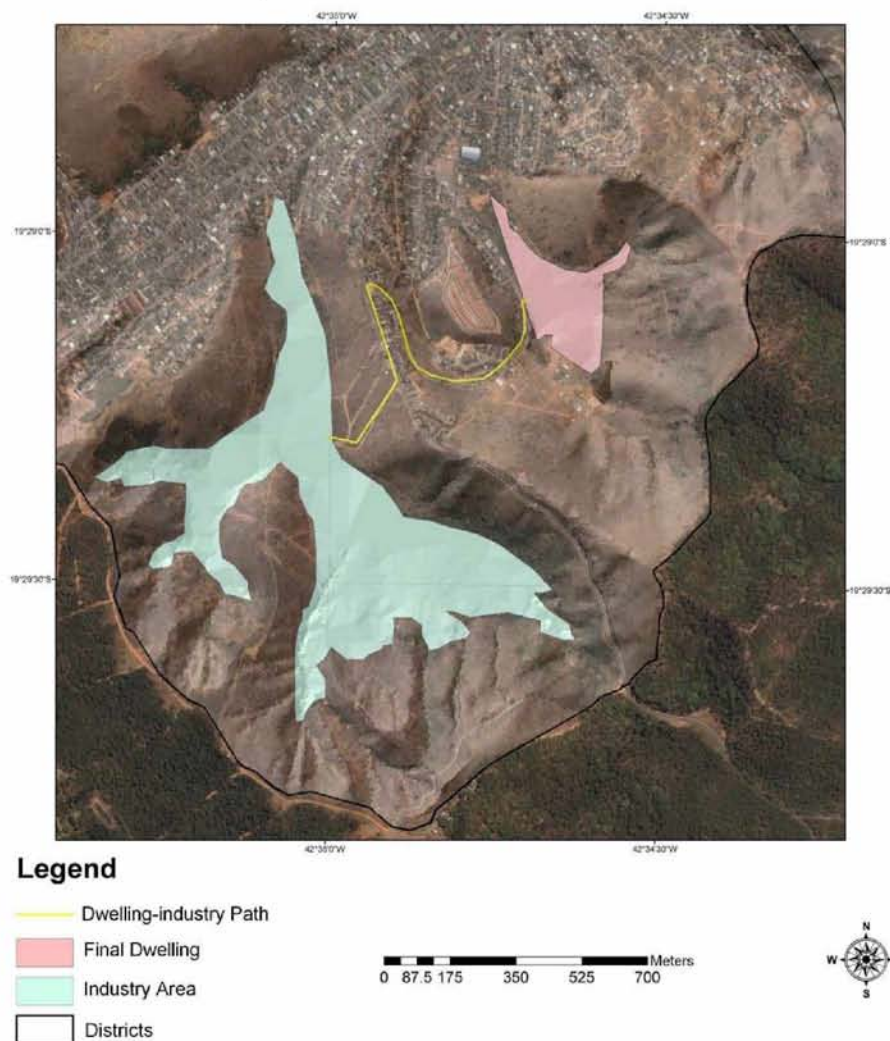 42°35'0"W 42°34'30"W
19°29'0"S 19°29'0"S
19°29'30"S 19°29'30"S
42°35'0"W 42°34'30"W
Legend
Dwelling-industry Path
Final Dwelling
Industry Area
Districts
Meters
0 87.5 175 350 525 700
N
W E
S